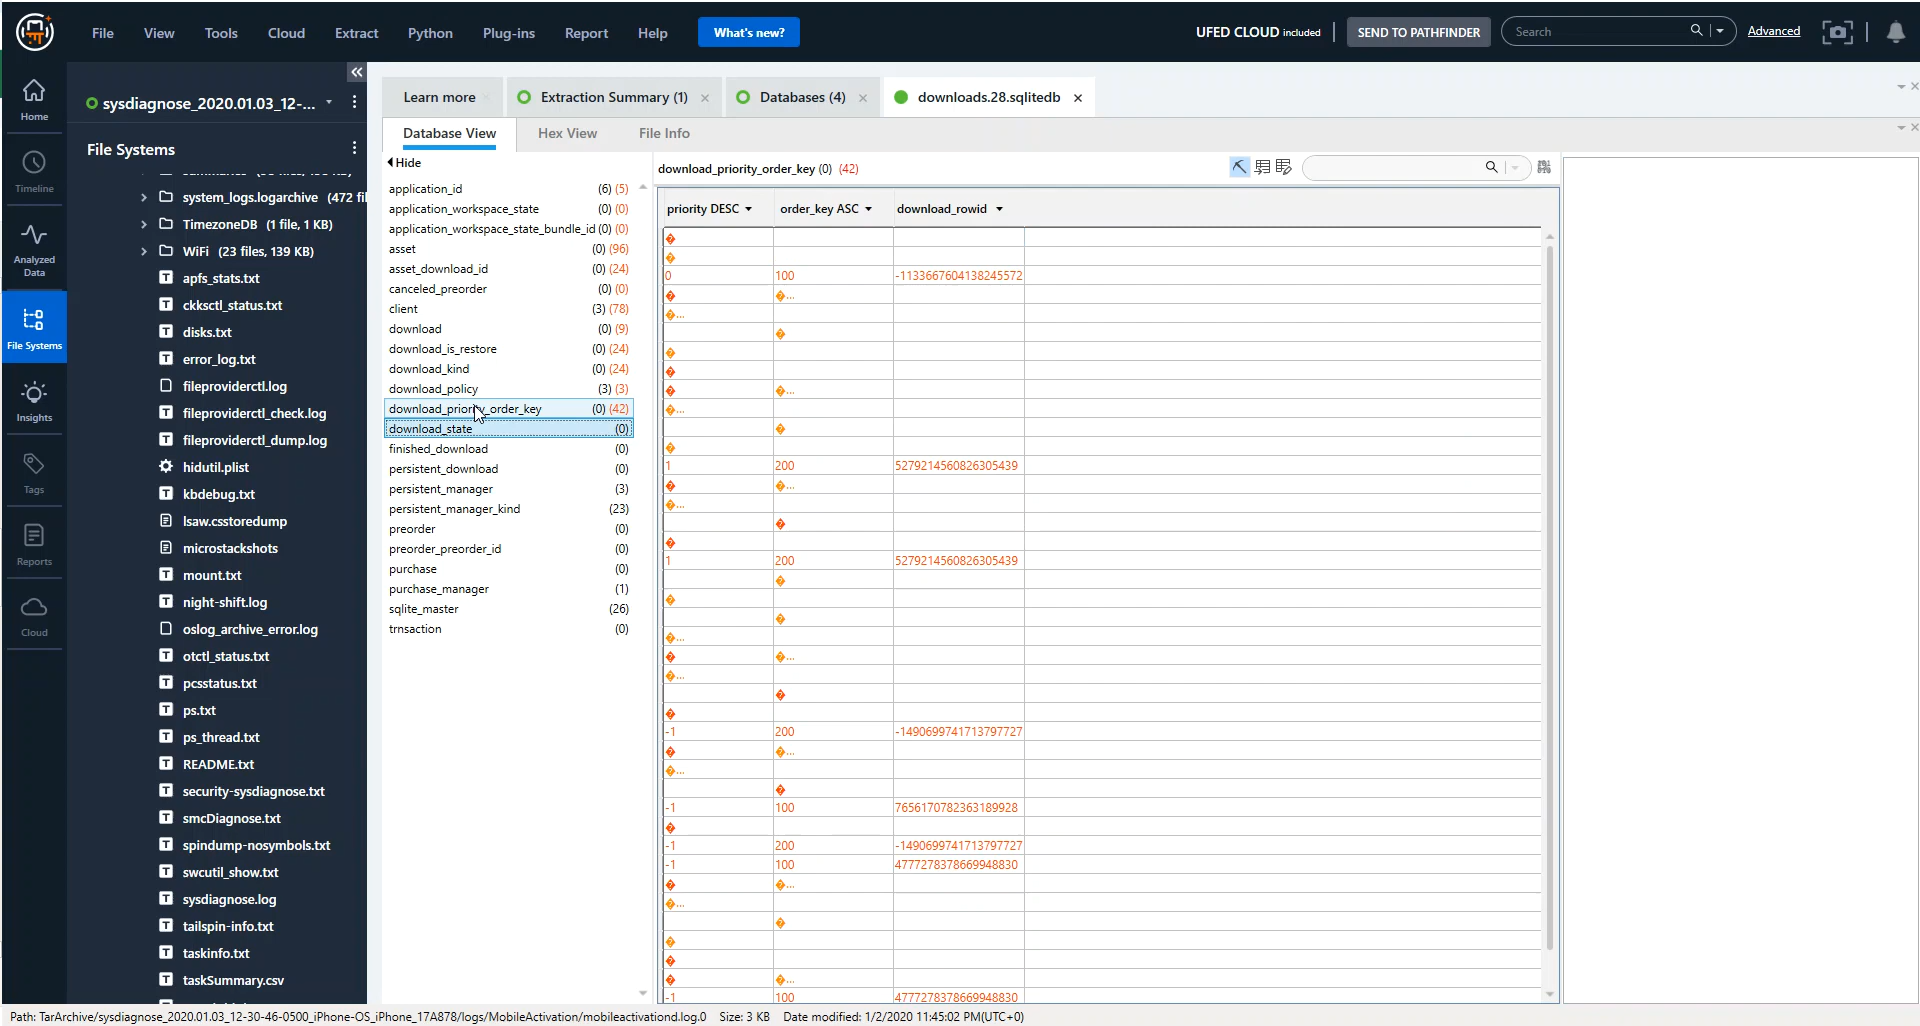 File View Tools Cloud Extract Python Plug-ins Report Help What's new? UFED CLOUD included SEND TO PATHFINDER Search Advanced
Home
Timeline
Analyzed
Data
File Systems
Insights
Tags
Reports
Cloud
sysdiagnose_2020.01.03_12-...
File Systems
system_logs.logarchive (472 fil
TimezoneDB (1 file, 1 KB)
WiFi (23 files, 139 KB)
apfs_stats.txt
ckksctl_status.txt
disks.txt
error_log.txt
fileproviderctl.log
fileproviderctl_check.log
fileproviderctl_dump.log
hidutil.plist
kbdebug.txt
lsaw.csstoredump
microstackshots
mount.txt
night-shift.log
oslog_archive_error.log
otctl_status.txt
pcsstatus.txt
ps.txt
ps_thread.txt
README.txt
security-sysdiagnose.txt
smcDiagnose.txt
spindump-nosymbols.txt
swcutil_show.txt
sysdiagnose.log
tailspin-info.txt
taskinfo.txt
taskSummary.csv
Learn more Extraction Summary (1) Databases (4) downloads.28.sqlitedb
Database View Hex View File Info
Hide
application_id (6) (5)
application_workspace_state (0) (0)
application_workspace_state_bundle_id (0) (0)
asset (0) (96)
asset_download_id (0) (24)
canceled_preorder (0) (0)
client (3) (78)
download (0) (9)
download_is_restore (0) (24)
download_kind (0) (24)
download_policy (3) (3)
download_priority_order_key (0) (42)
download_state (0)
finished_download (0)
persistent_download (0)
persistent_manager (3)
persistent_manager_kind (23)
preorder (0)
preorder_preorder_id (0)
purchase (0)
purchase_manager (1)
sqlite_master (26)
trnsaction (0)
download_priority_order_key (0) (42)
priority DESC order_key ASC download_rowid
�
�
0 100 -1133667604138245572
� �...
�...
�
�
�
� �...
�...
�
�
1 200 5279214560826305439
� �...
�...
�
�
1 200 5279214560826305439
�
�
�
�...
� �...
�...
�
�
-1 200 -1490699741713797727
� �...
�...
�
-1 100 7656170782363189928
�
-1 200 -1490699741713797727
-1 100 4777278378669948830
� �...
�...
�
�
�
� �...
-1 100 4777278378669948830
Path: TarArchive/sysdiagnose_2020.01.03_12-30-46-0500_iPhone-OS_iPhone_17A878/logs/MobileActivation/mobileactivationd.log.0 Size: 3 KB Date modified: 1/2/2020 11:45:02 PM(UTC+0)